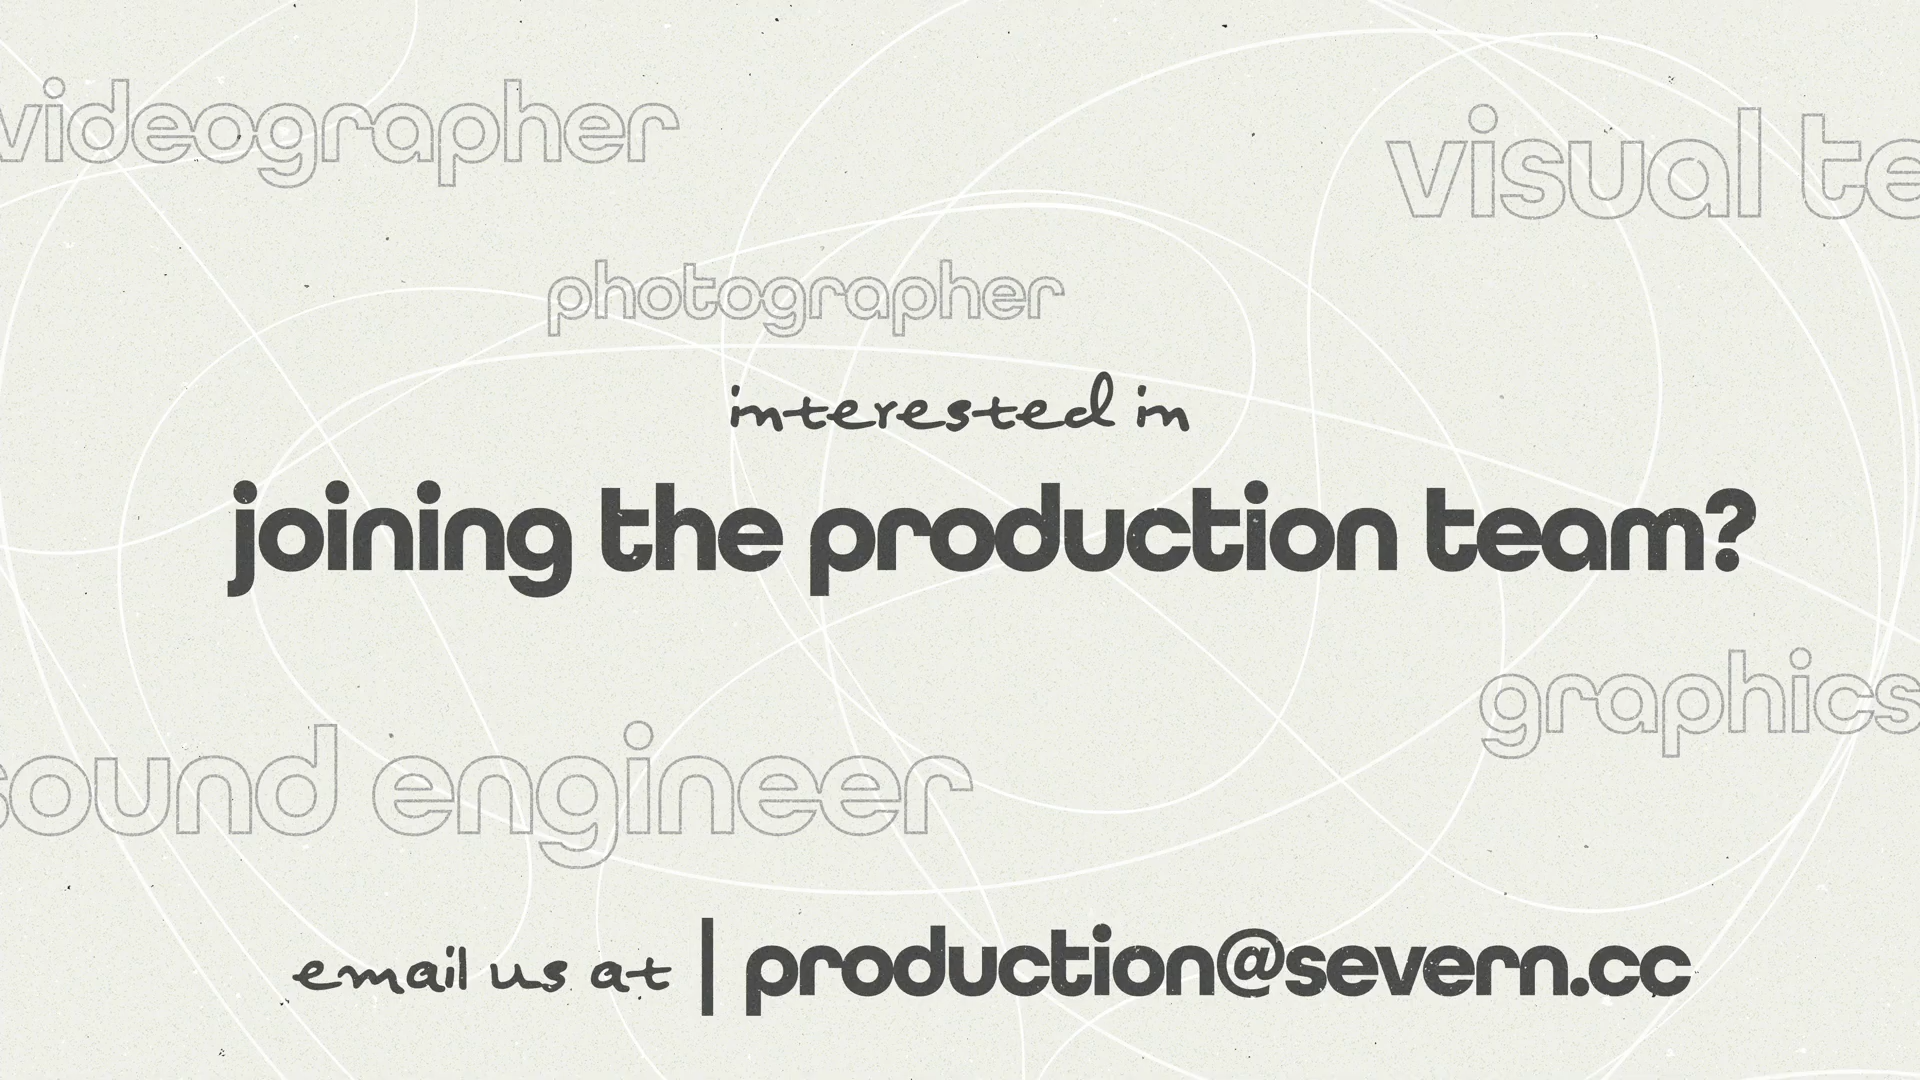 videographer
visual te
photographer
interested in
joining the production team?
graphics
sound engineer
email us at | production@severn.cc